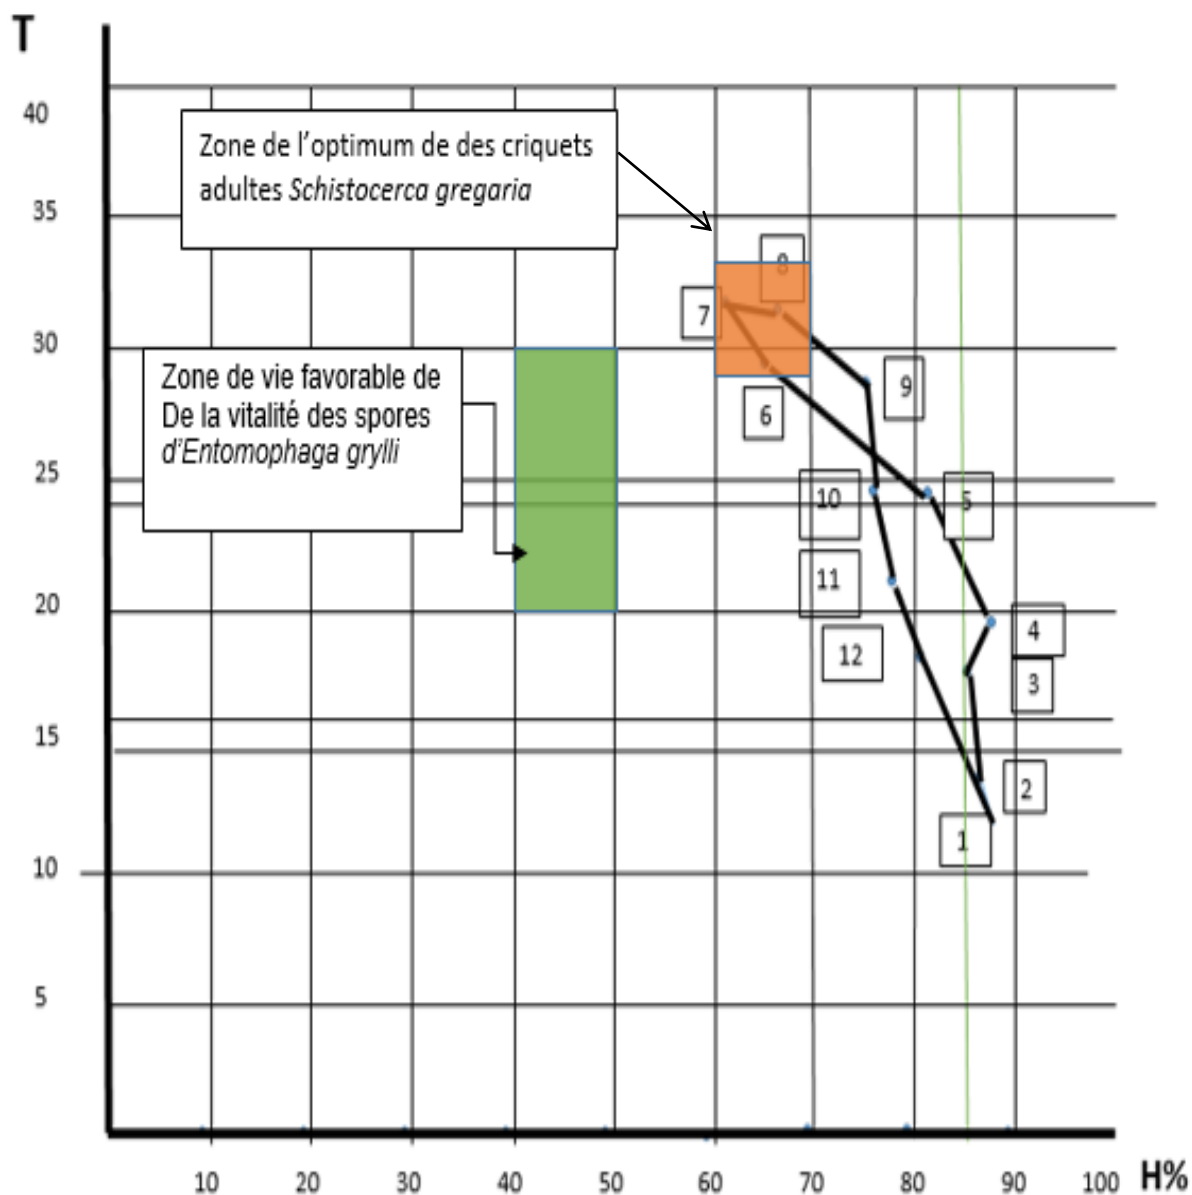 T
40
Zone de l'optimum de des criquets
adultes Schistocerca gregaria
35
8
7
30
Zone de vie favorable de
De la vitalité des spores
d'Entomophaga grylli
9
6
25
10
5
11
20
4
12
3
15
2
1
10
5
10 20 30 40 50 60 70 80 90 100 H%